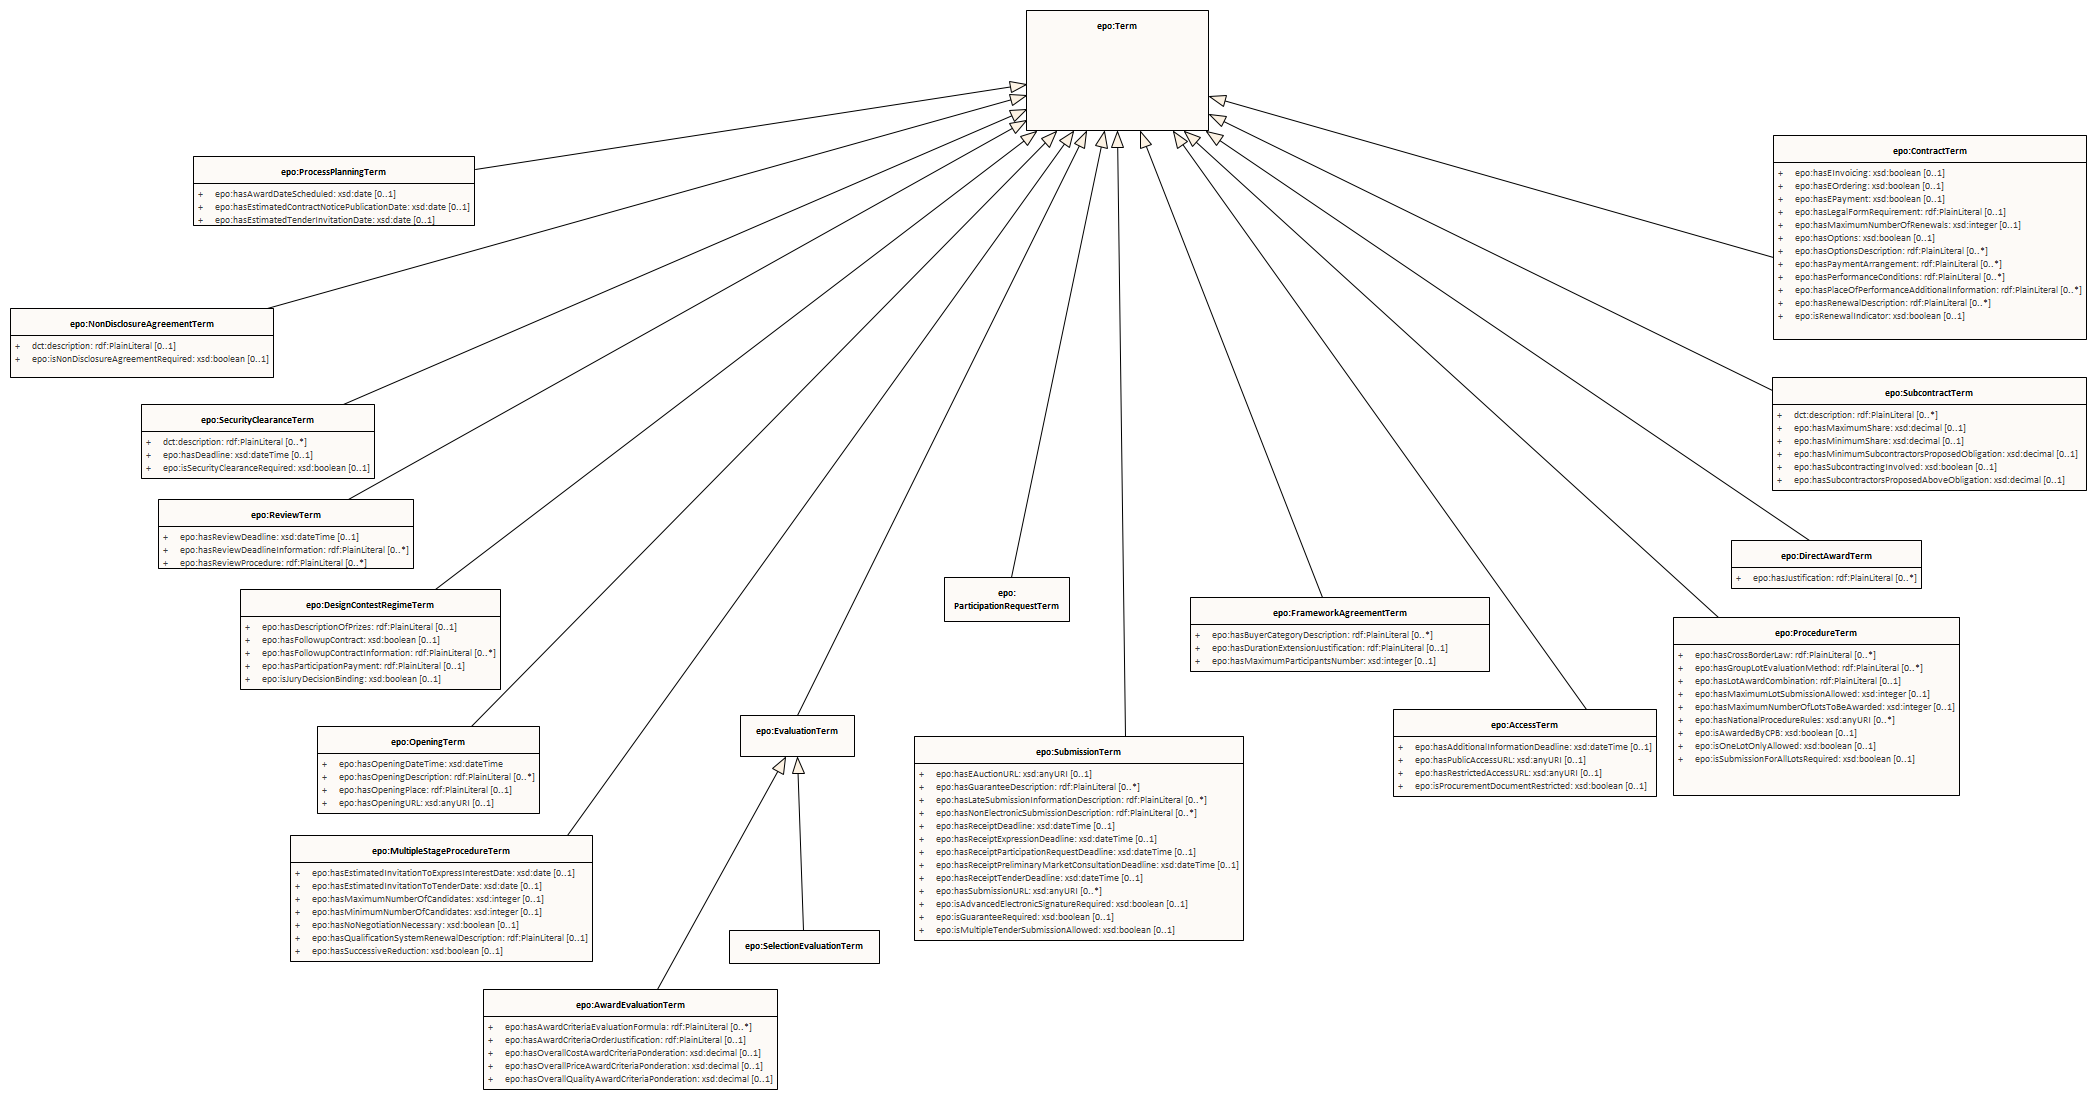 epo:Term
epo:ProcessPlanningTerm
+ epo:hasAwardDateScheduled: xsd:date [0..1]
+ epo:hasEstimatedContractNoticePublicationDate: xsd:date [0..1]
+ epo:hasEstimatedTenderInvitationDate: xsd:date [0..1]
epo:ContractTerm
+ epo:hasEInvoicing: xsd:boolean [0..1]
+ epo:hasEOrdering: xsd:boolean [0..1]
+ epo:hasEPayment: xsd:boolean [0..1]
+ epo:hasLegalFormRequirement: rdf:PlainLiteral [0..1]
+ epo:hasMaximumNumberOfRenewals: xsd:integer [0..1]
+ epo:hasOptions: xsd:boolean [0..1]
+ epo:hasOptionsDescription: rdf:PlainLiteral [0..*]
+ epo:hasPaymentArrangement: rdf:PlainLiteral [0..*]
+ epo:hasPerformanceConditions: rdf:PlainLiteral [0..*]
+ epo:hasPlaceOfPerformanceAdditionalInformation: rdf:PlainLiteral [0..*]
+ epo:hasRenewalDescription: rdf:PlainLiteral [0..*]
+ epo:isRenewalIndicator: xsd:boolean [0..1]
epo:NonDisclosureAgreementTerm
+ dct:description: rdf:PlainLiteral [0..1]
+ epo:isNonDisclosureAgreementRequired: xsd:boolean [0..1]
epo:SecurityClearanceTerm
+ dct:description: rdf:PlainLiteral [0..*]
+ epo:hasDeadline: xsd:dateTime [0..1]
+ epo:isSecurityClearanceRequired: xsd:boolean [0..1]
epo:SubcontractTerm
+ dct:description: rdf:PlainLiteral [0..*]
+ epo:hasMaximumShare: xsd:decimal [0..1]
+ epo:hasMinimumShare: xsd:decimal [0..1]
+ epo:hasMinimumSubcontractorsProposedObligation: xsd:decimal [0..1]
+ epo:hasSubcontractingInvolved: xsd:boolean [0..1]
+ epo:hasSubcontractorsProposedAboveObligation: xsd:decimal [0..1]
epo:ReviewTerm
+ epo:hasReviewDeadline: xsd:dateTime [0..1]
+ epo:hasReviewDeadlineInformation: rdf:PlainLiteral [0..*]
+ epo:hasReviewProcedure: rdf:PlainLiteral [0..*]
epo:DirectAwardTerm
+ epo:hasJustification: rdf:PlainLiteral [0..*]
epo:DesignContestRegimeTerm
+ epo:hasDescriptionOfPrizes: rdf:PlainLiteral [0..1]
+ epo:hasFollowupContract: xsd:boolean [0..1]
+ epo:hasFollowupContractInformation: rdf:PlainLiteral [0..*]
+ epo:hasParticipationPayment: rdf:PlainLiteral [0..1]
+ epo:isJuryDecisionBinding: xsd:boolean [0..1]
epo:
ParticipationRequestTerm
epo:FrameworkAgreementTerm
+ epo:hasBuyerCategoryDescription: rdf:PlainLiteral [0..*]
+ epo:hasDurationExtensionJustification: rdf:PlainLiteral [0..1]
+ epo:hasMaximumParticipantsNumber: xsd:integer [0..1]
epo:ProcedureTerm
+ epo:hasCrossBorderLaw: rdf:PlainLiteral [0..*]
+ epo:hasGroupLotEvaluationMethod: rdf:PlainLiteral [0..*]
+ epo:hasLotAwardCombination: rdf:PlainLiteral [0..1]
+ epo:hasMaximumLotSubmissionAllowed: xsd:integer [0..1]
+ epo:hasMaximumNumberOfLotsToBeAwarded: xsd:integer [0..1]
+ epo:hasNationalProcedureRules: xsd:anyURI [0..*]
+ epo:isAwardedByCPB: xsd:boolean [0..1]
+ epo:isOneLotOnlyAllowed: xsd:boolean [0..1]
+ epo:isSubmissionForAllLotsRequired: xsd:boolean [0..1]
epo:OpeningTerm
+ epo:hasOpeningDateTime: xsd:dateTime
+ epo:hasOpeningDescription: rdf:PlainLiteral [0..*]
+ epo:hasOpeningPlace: rdf:PlainLiteral [0..1]
+ epo:hasOpeningURL: xsd:anyURI [0..1]
epo:EvaluationTerm
epo:SubmissionTerm
+ epo:hasEAuctionURL: xsd:anyURI [0..1]
+ epo:hasGuaranteeDescription: rdf:PlainLiteral [0..*]
+ epo:hasLateSubmissionInformationDescription: rdf:PlainLiteral [0..*]
+ epo:hasNonElectronicSubmissionDescription: rdf:PlainLiteral [0..*]
+ epo:hasReceiptDeadline: xsd:dateTime [0..1]
+ epo:hasReceiptExpressionDeadline: xsd:dateTime [0..1]
+ epo:hasReceiptParticipationRequestDeadline: xsd:dateTime [0..1]
+ epo:hasReceiptPreliminaryMarketConsultationDeadline: xsd:dateTime [0..1]
+ epo:hasReceiptTenderDeadline: xsd:dateTime [0..1]
+ epo:hasSubmissionURL: xsd:anyURI [0..*]
+ epo:isAdvancedElectronicSignatureRequired: xsd:boolean [0..1]
+ epo:isGuaranteeRequired: xsd:boolean [0..1]
+ epo:isMultipleTenderSubmissionAllowed: xsd:boolean [0..1]
epo:AccessTerm
+ epo:hasAdditionalInformationDeadline: xsd:dateTime [0..1]
+ epo:hasPublicAccessURL: xsd:anyURI [0..1]
+ epo:hasRestrictedAccessURL: xsd:anyURI [0..1]
+ epo:isProcurementDocumentRestricted: xsd:boolean [0..1]
epo:MultipleStageProcedureTerm
+ epo:hasEstimatedInvitationToExpressInterestDate: xsd:date [0..1]
+ epo:hasEstimatedInvitationToTenderDate: xsd:date [0..1]
+ epo:hasMaximumNumberOfCandidates: xsd:integer [0..1]
+ epo:hasMinimumNumberOfCandidates: xsd:integer [0..1]
+ epo:hasNoNegotiationNecessary: xsd:boolean [0..1]
+ epo:hasQualificationSystemRenewalDescription: rdf:PlainLiteral [0..1]
+ epo:hasSuccessiveReduction: xsd:boolean [0..1]
epo:SelectionEvaluationTerm
epo:AwardEvaluationTerm
+ epo:hasAwardCriteriaEvaluationFormula: rdf:PlainLiteral [0..*]
+ epo:hasAwardCriteriaOrderJustification: rdf:PlainLiteral [0..1]
+ epo:hasOverallCostAwardCriteriaPonderation: xsd:decimal [0..1]
+ epo:hasOverallPriceAwardCriteriaPonderation: xsd:decimal [0..1]
+ epo:hasOverallQualityAwardCriteriaPonderation: xsd:decimal [0..1]